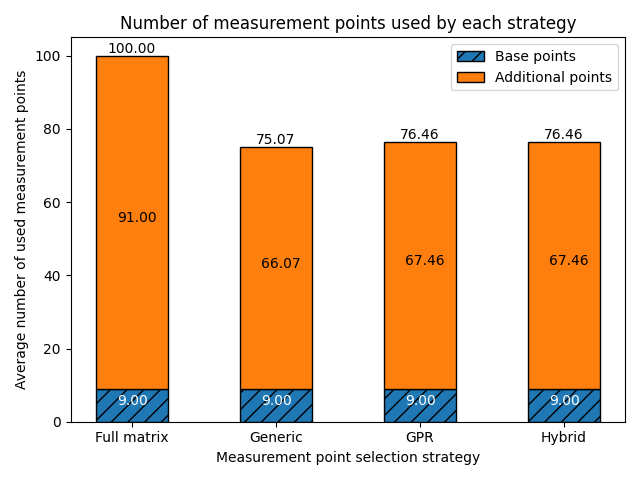 Number of measurement points used by each strategy
Base points
Additional points
100.00
75.07
76.46
76.46
91.00
66.07
67.46
67.46
9.00
9.00
9.00
9.00
100
80
60
40
20
0
Average number of used measurement points
Full matrix
Generic
GPR
Hybrid
Measurement point selection strategy